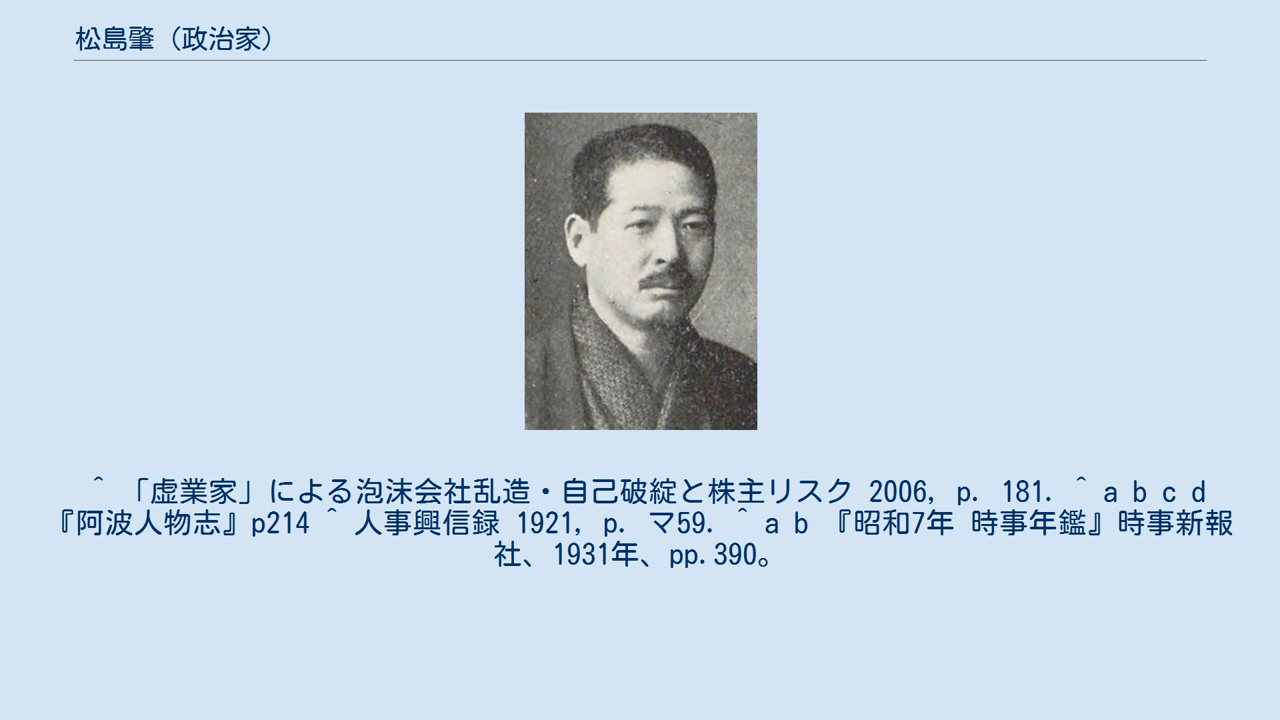 松島肇（政治家）
^ 「虚業家」による泡沫会社乱造・自己破綻と株主リスク 2006, p. 181. ^ a b c d
『阿波人物志』p214 ^ 人事興信録 1921, p. マ59. ^ a b 『昭和7年 時事年鑑』時事新報
社、1931年、pp.390。